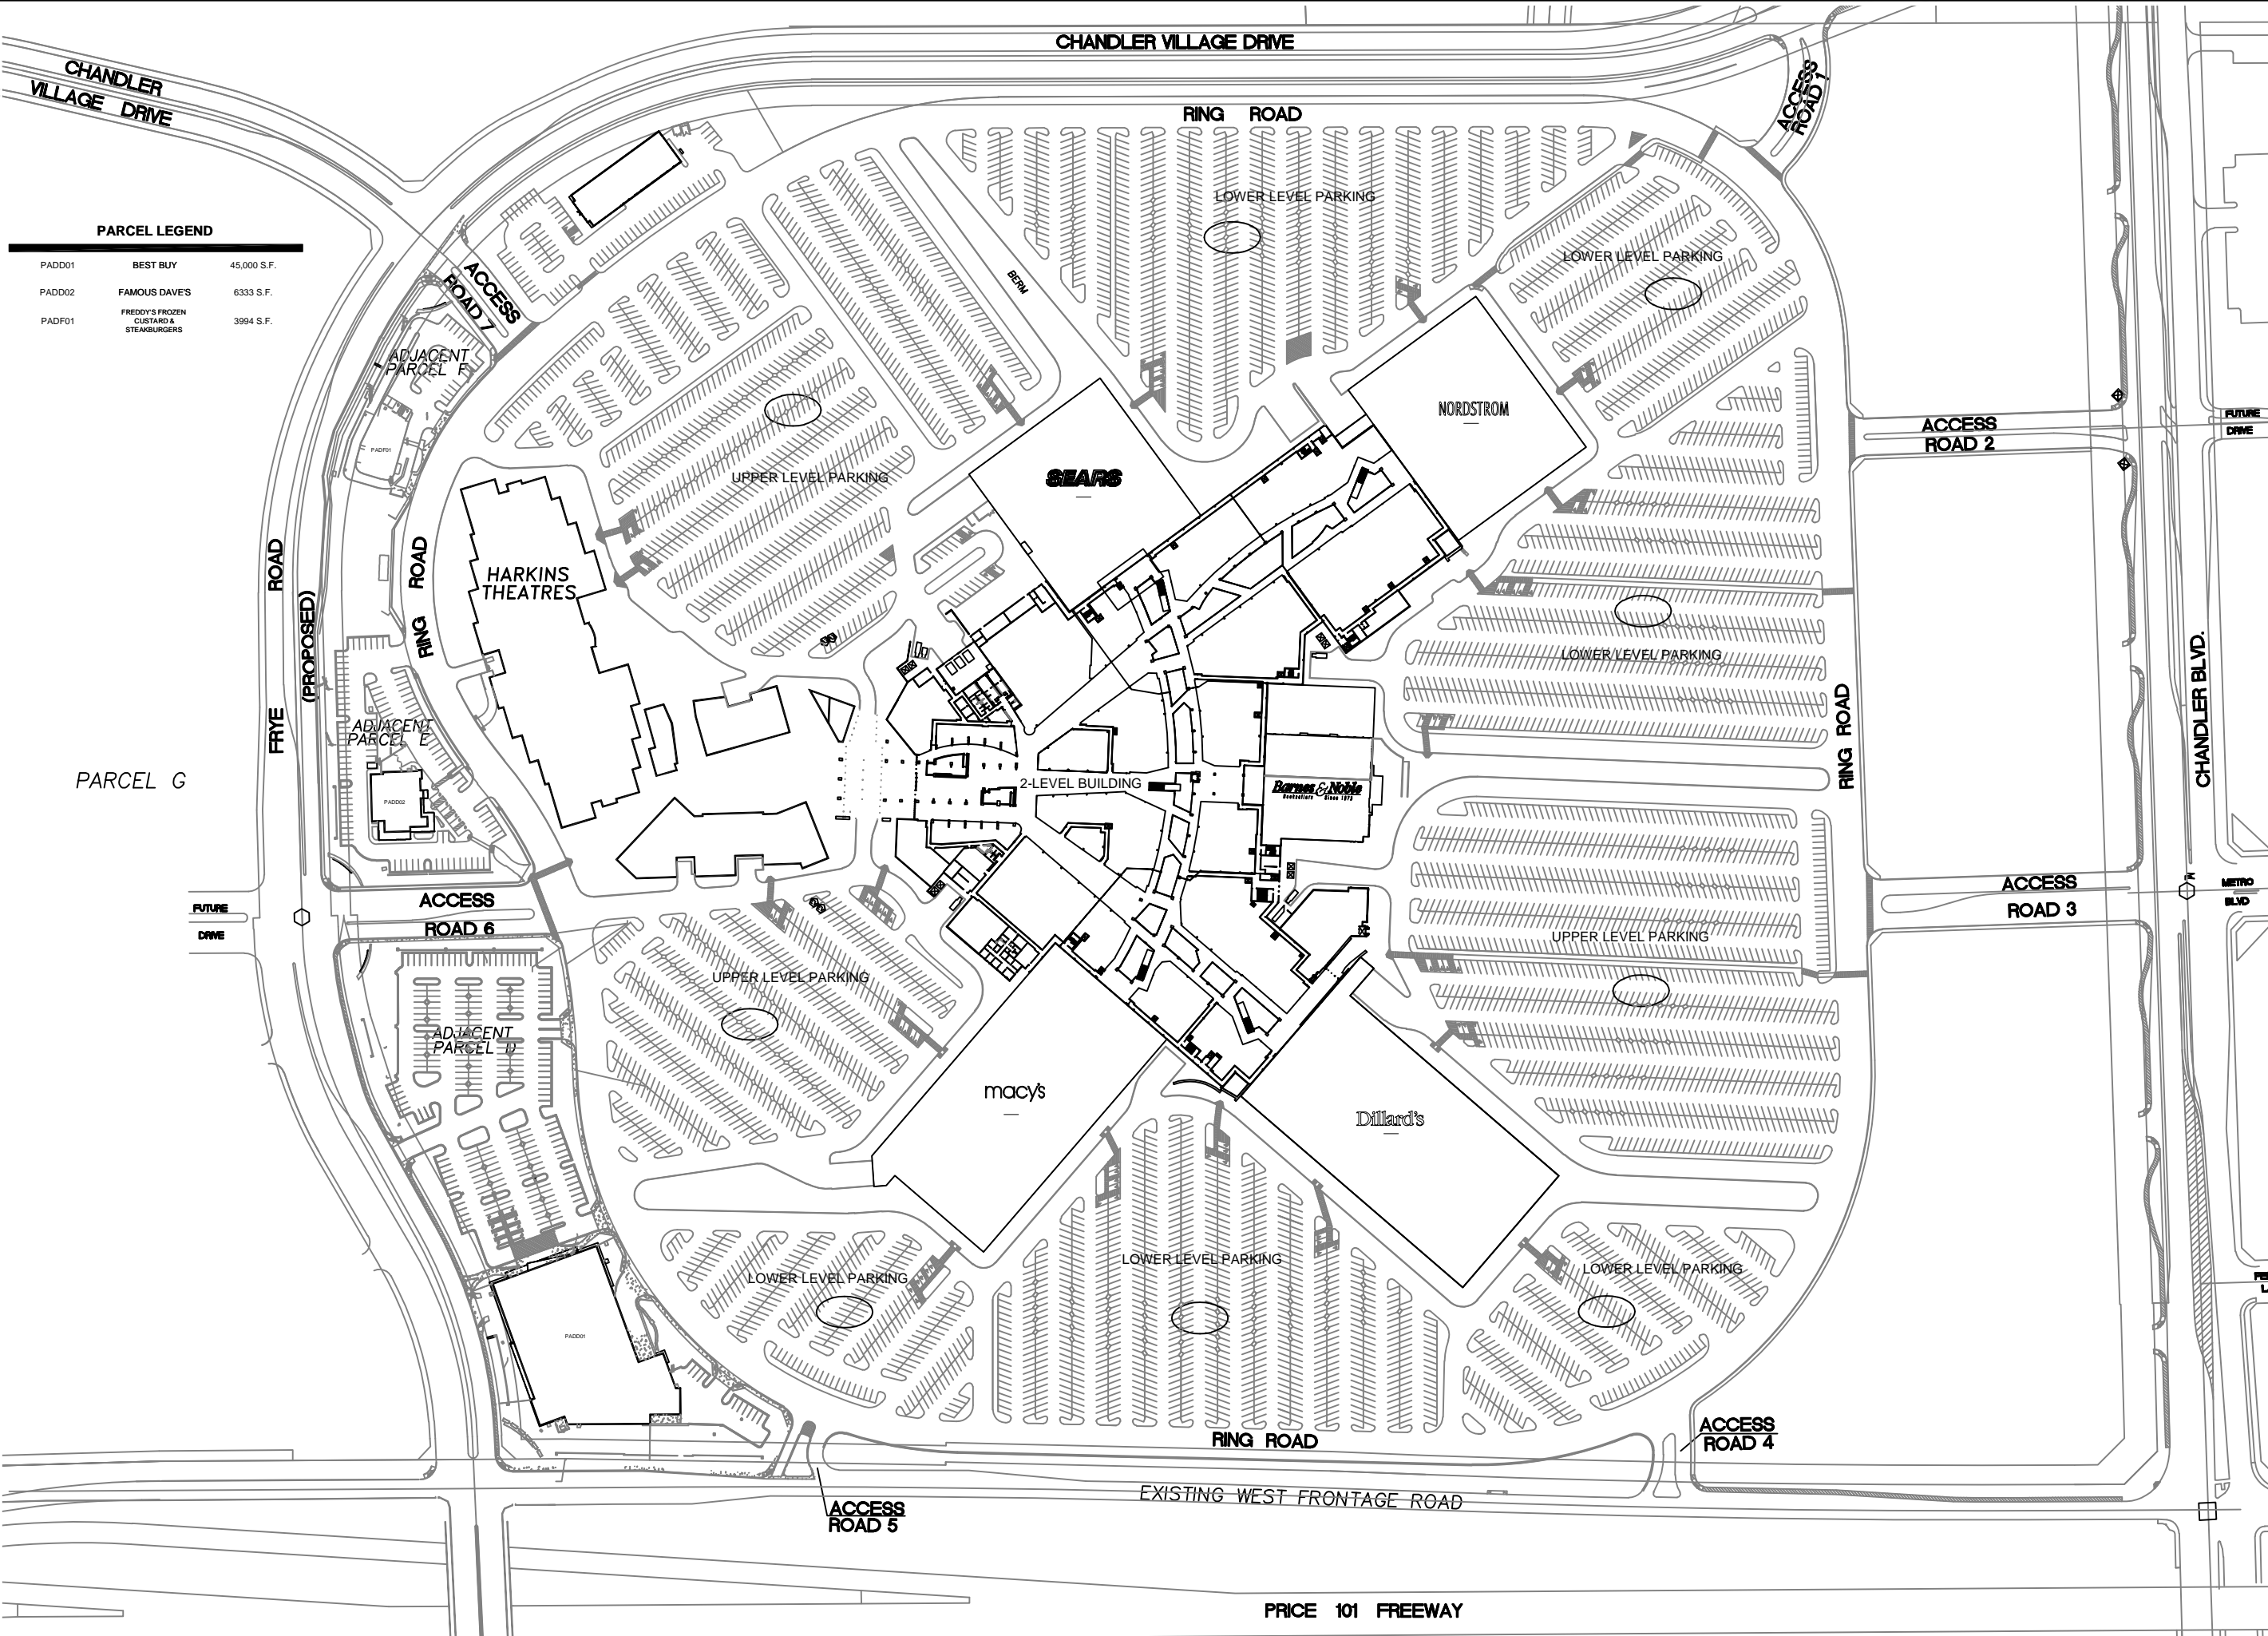 CHANDLER VILLAGE DRIVE
CHANDLER
VILLAGE DRIVE
ACCESS
ROAD 1
RING ROAD
PARCEL LEGEND
PADD01 BEST BUY 45,000 S.F.
PADD02 FAMOUS DAVE'S 6333 S.F.
PADF01 FREDDY'S FROZEN
CUSTARD &
STEAKBURGERS 3994 S.F.
LOWER LEVEL PARKING
LOWER LEVEL PARKING
BERM
ACCESS
ROAD 7
ADJACENT
PARCEL F
PADF01
NORDSTROM
SEARS
UPPER LEVEL PARKING
ACCESS
ROAD 2
FUTURE
DRIVE
HARKINS
THEATRES
RING ROAD
FRYE ROAD
(PROPOSED)
LOWER LEVEL PARKING
RING ROAD
CHANDLER BLVD.
ADJACENT
PARCEL E
PADD02
PARCEL G
2-LEVEL BUILDING
Barnes & Noble
Booksellers Since 1873
ACCESS
ROAD 3
METRO
BLVD
FUTURE
DRIVE
ACCESS
ROAD 6
UPPER LEVEL PARKING
UPPER LEVEL PARKING
ADJACENT
PARCEL D
macy's
Dillard's
LOWER LEVEL PARKING
LOWER LEVEL PARKING
LOWER LEVEL PARKING
PADD01
RING ROAD
ACCESS
ROAD 4
EXISTING WEST FRONTAGE ROAD
ACCESS
ROAD 5
PRICE 101 FREEWAY